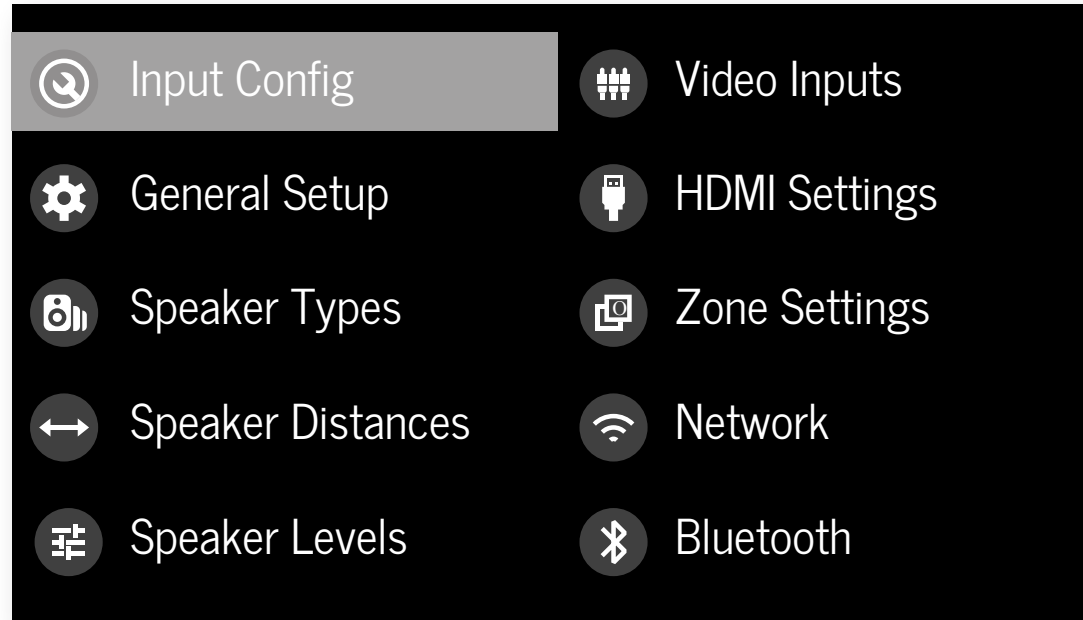 Input Config
General Setup
Speaker Types
Speaker Distances
Speaker Levels
Video Inputs
HDMI Settings
O
Zone Settings
Network
Bluetooth